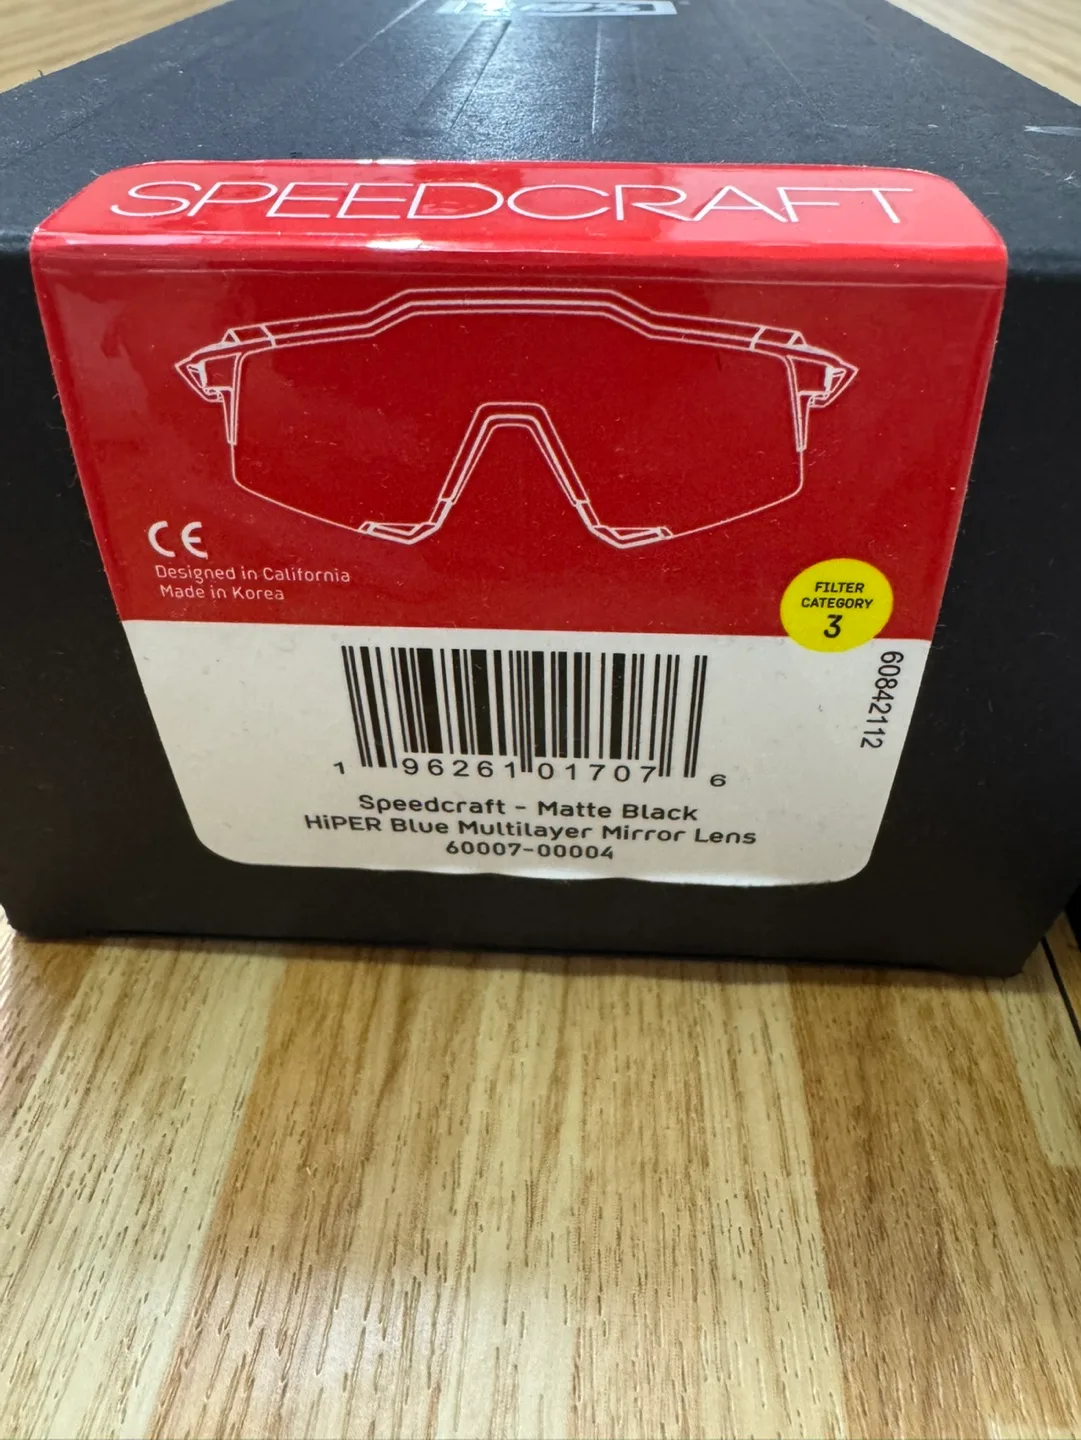 SPEEDCRAFT
CE
Designed in California
Made in Korea
FILTER
CATEGORY
3
60842112
1 96261 01707 6
Speedcraft - Matte Black
HiPER Blue Multilayer Mirror Lens
60007-00004